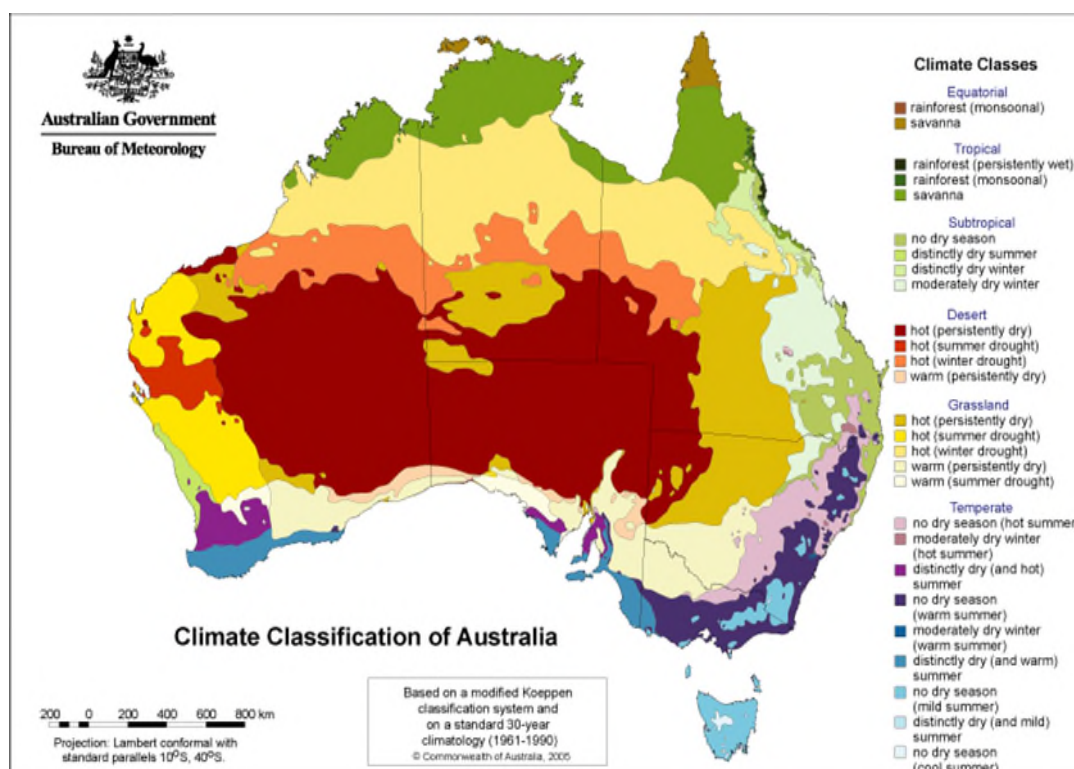 Australian Government
Bureau of Meteorology
Climate Classes
Equatorial
rainforest (monsoonal)
savanna
Tropical
rainforest (persistently wet)
rainforest (monsoonal)
savanna
Subtropical
no dry season
distinctly dry summer
distinctly dry winter
moderately dry winter
Desert
hot (persistently dry)
hot (summer drought)
hot (winter drought)
warm (persistently dry)
Grassland
hot (persistently dry)
hot (summer drought)
hot (winter drought)
warm (persistently dry)
warm (summer drought)
Temperate
no dry season (hot summer
moderately dry winter
(hot summer)
distinctly dry (and hot)
summer
no dry season
(warm summer)
moderately dry winter
(warm summer)
distinctly dry (and warm)
summer
no dry season
(mild summer)
distinctly dry (and mild)
summer
no dry season
(cool summer)
Climate Classification of Australia
Based on a modified Koeppen
classification system and
on a standard 30-year
climatology (1961-1990)
© Commonwealth of Australia, 2005
200 0 200 400 600 800 km
Projection: Lambert conformal with
standard parallels 10°S, 40°S.